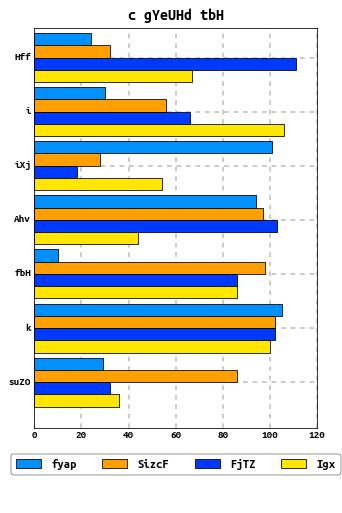 c gYeUHd tbH
Hff
i
iXj
Ahv
fbH
k
suZO
0 20 40 60 80 100 120
fyap SizcF FjTZ Igx